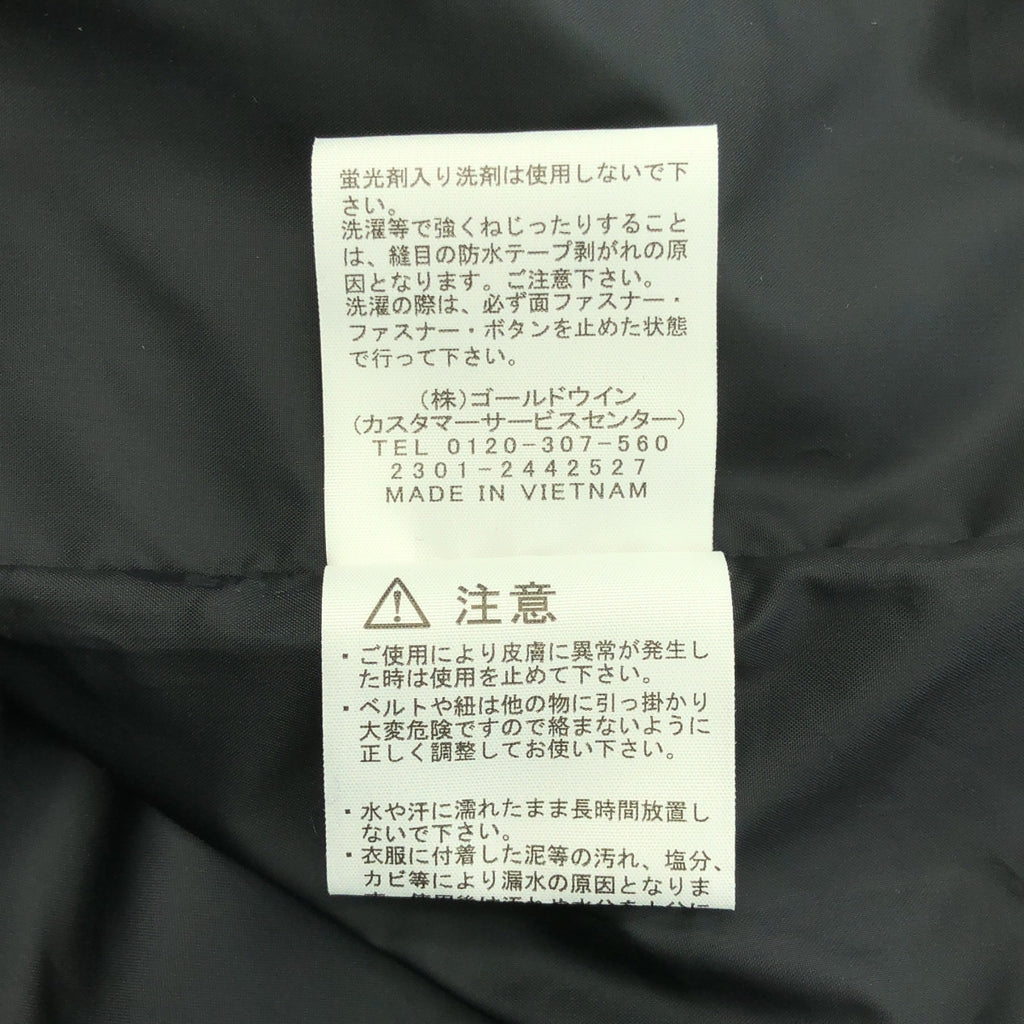 蛍光剤入り洗剤は使用しないで下
さい。
洗濯等で強くねじったりすること
は、縫目の防水テープ剥がれの原
因となります。ご注意下さい。
洗濯の際は、必ず面ファスナー・
ファスナー・ボタンを止めた状態
で行って下さい。
(株)ゴールドウイン
(カスタマーサービスセンター)
TEL 0120-307-560
2301-2442527
MADE IN VIETNAM
注意
・ご使用により皮膚に異常が発生し
た時は使用を止めて下さい。
・ベルトや紐は他の物に引っ掛かり
大変危険ですので絡まないように
正しく調整してお使い下さい。
・水や汗に濡れたまま長時間放置し
ないで下さい。
・衣服に付着した泥等の汚れ、塩分、
カビ等により漏水の原因となりま